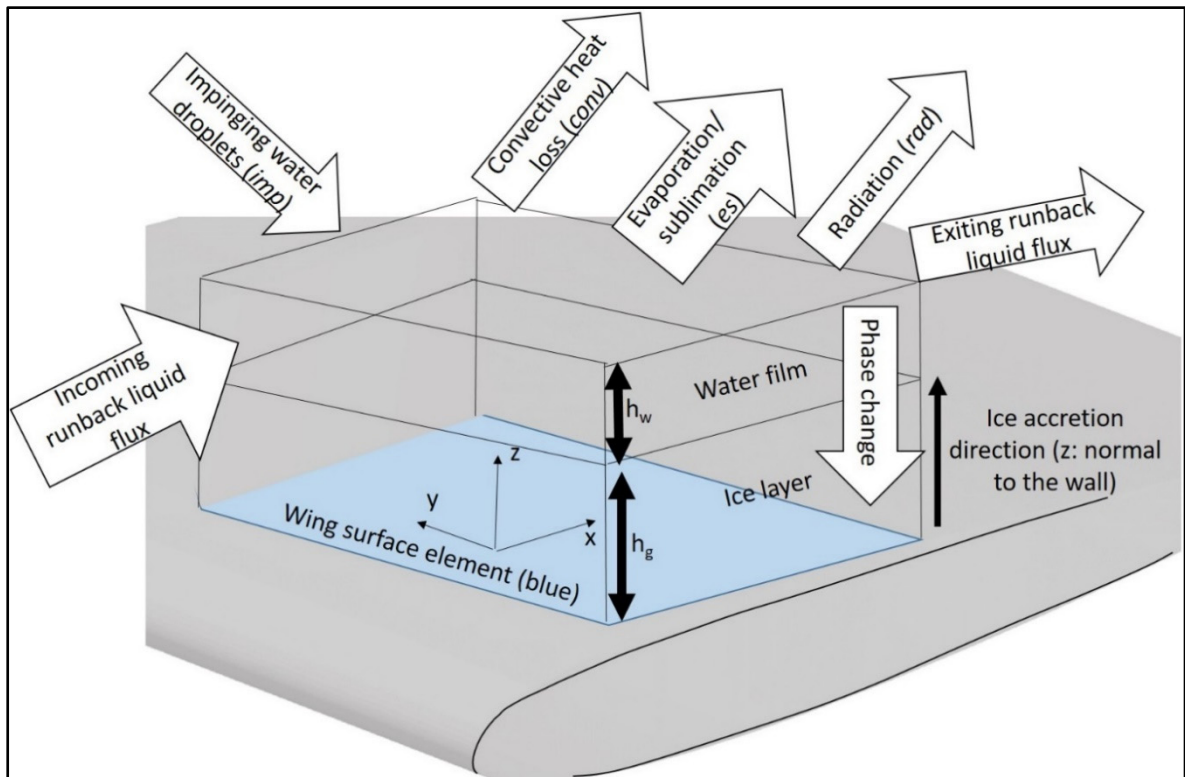 Impinging water
droplets (imp)
Convective heat
loss (conv)
Evaporation/
sublimation
(es)
Radiation (rad)
Exiting runback
liquid flux
Incoming
runback liquid
flux
Phase change
Water film
h_w
Ice accretion
direction (z: normal
to the wall)
Ice layer
z
y
x
h_g
Wing surface element (blue)